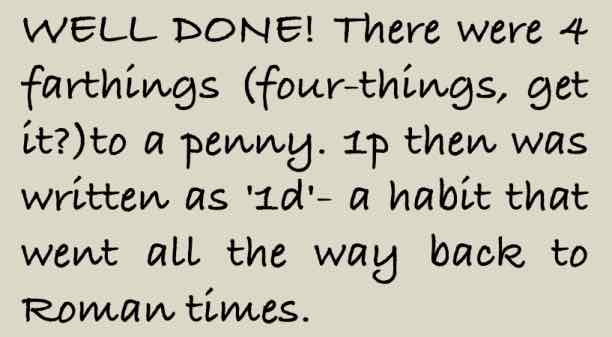 WELL DONE! There were 4
farthings (four-things, get
it?)to a penny. 1p then was
written as '1d'- a habit that
went all the way back to
Roman times.